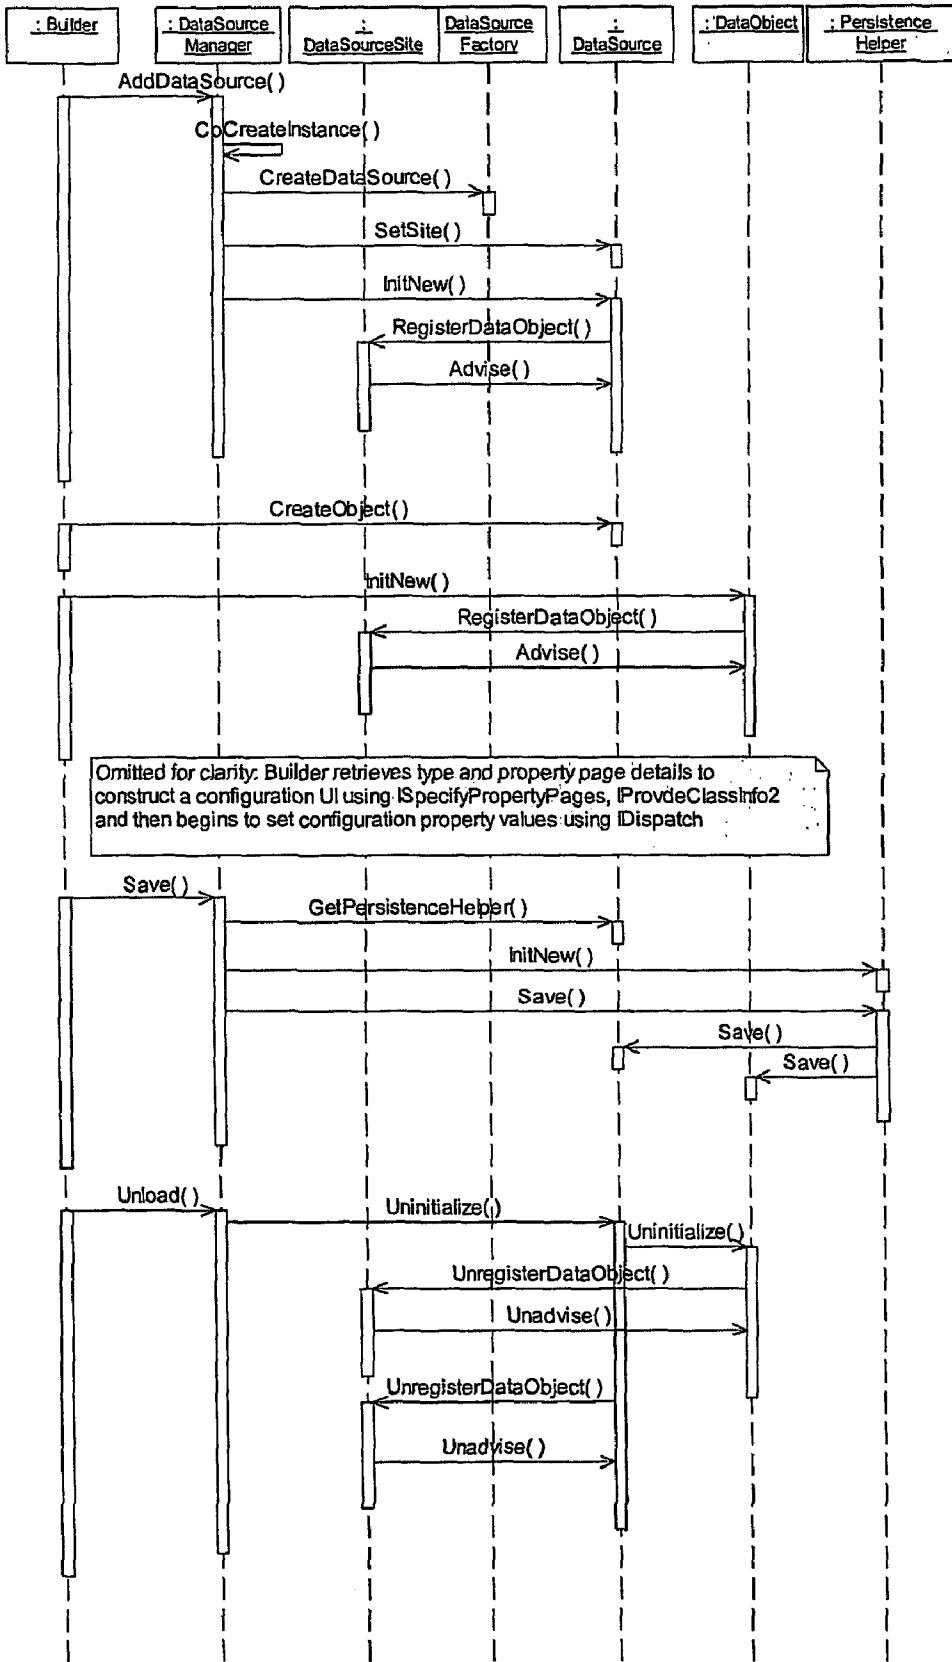 : Builder
: DataSource
Manager
:
DataSourceSite
DataSource
Factory
:
DataSource
: DataObject
: Persistence
Helper
AddDataSource( )
CoCreateInstance( )
CreateDataSource( )
SetSite( )
InitNew( )
RegisterDataObject( )
Advise( )
CreateObject( )
InitNew( )
RegisterDataObject( )
Advise( )
Omitted for clarity: Builder retrieves type and property page details to
construct a configuration UI using ISpecifyPropertyPages, IProvdeClassInfo2
and then begins to set configuration property values using IDispatch
Save( )
GetPersistenceHelper( )
InitNew( )
Save( )
Save( )
Save( )
Unload( )
Uninitialize( )
Uninitialize( )
UnregisterDataObject( )
Unadvise( )
UnregisterDataObject( )
Unadvise( )